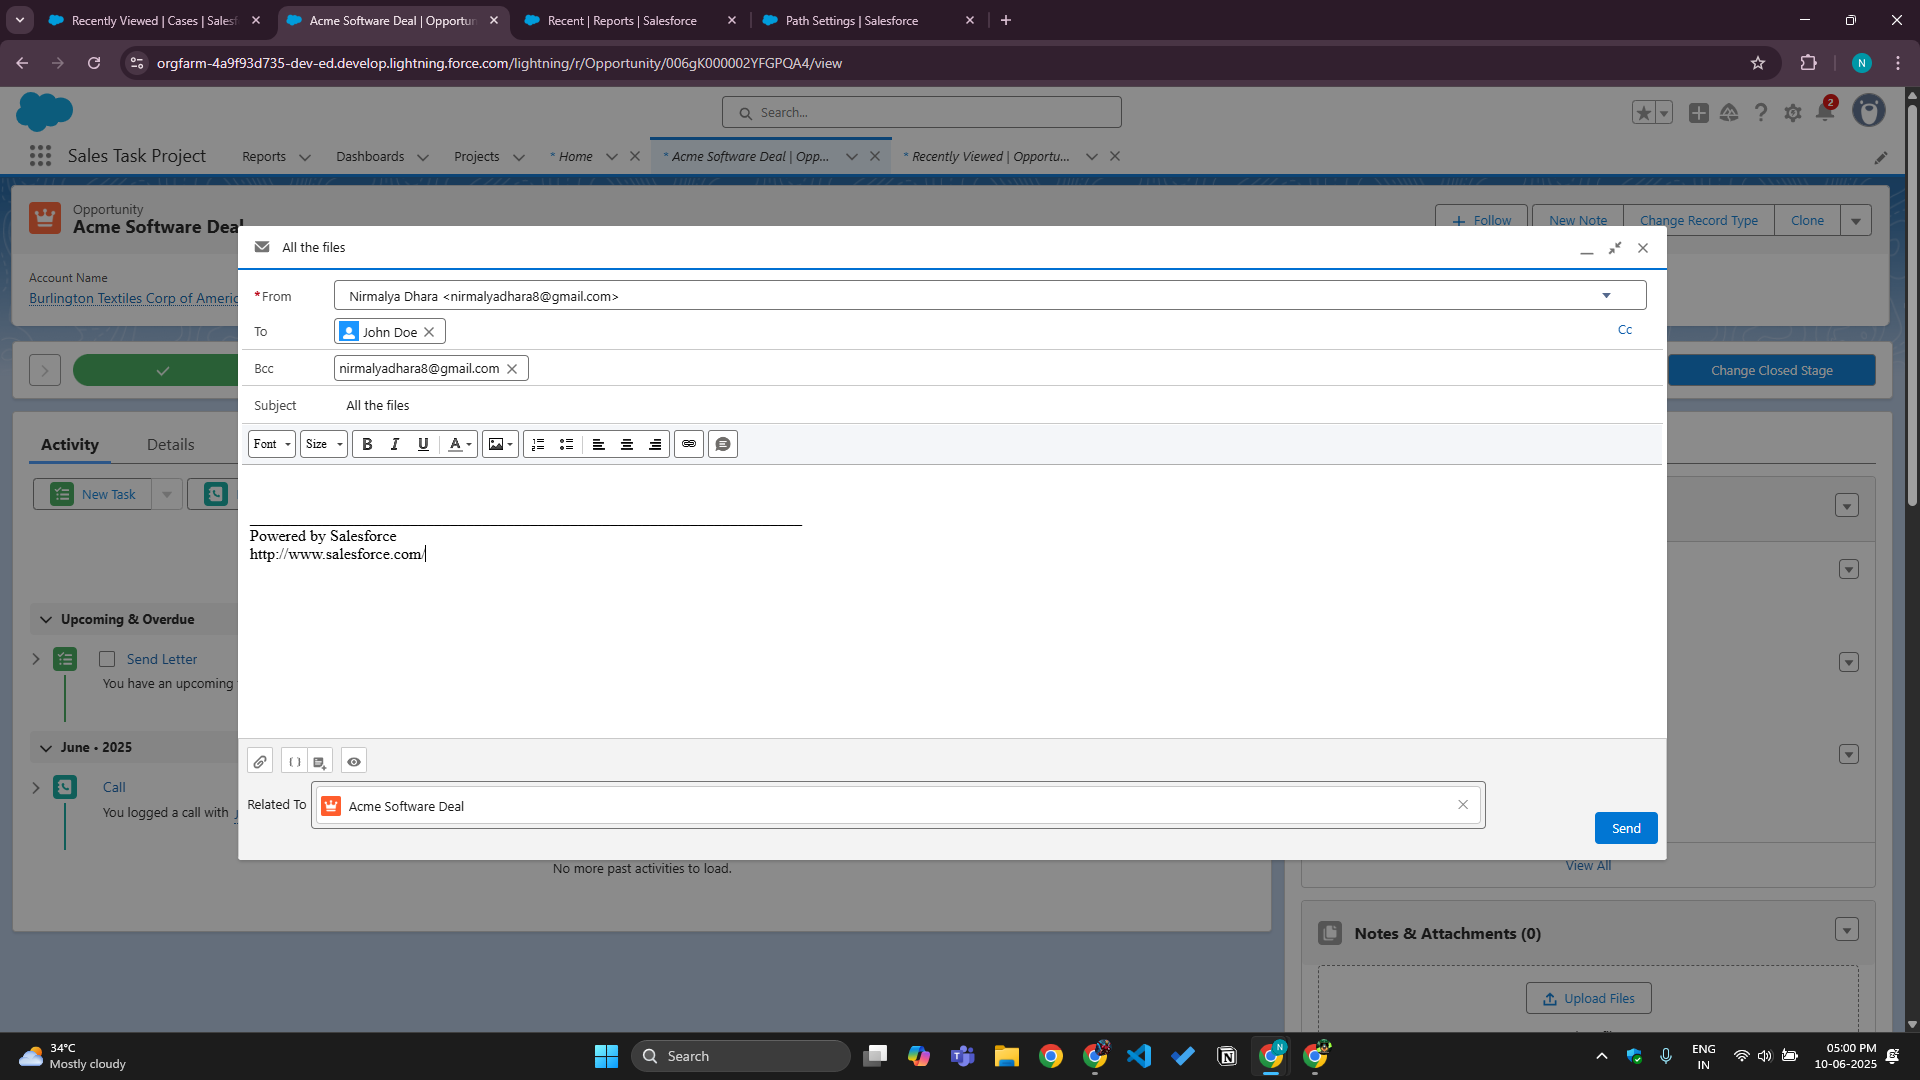 Recently Viewed | Cases | Salesf
Acme Software Deal | Opportun
Recent | Reports | Salesforce
Path Settings | Salesforce
orgfarm-4a9f93d735-dev-ed.develop.lightning.force.com/lightning/r/Opportunity/006gK000002YFGPQA4/view
N
Search...
2
Sales Task Project
Reports
Dashboards
Projects
* Home
* Acme Software Deal | Opp...
* Recently Viewed | Opportu...
Opportunity
Acme Software Deal
Follow
New Note
Change Record Type
Clone
Account Name
Burlington Textiles Corp of Americ
Change Closed Stage
Activity
Details
New Task
Upcoming & Overdue
Send Letter
You have an upcoming
June • 2025
Call
You logged a call with
No more past activities to load.
View All
Notes & Attachments (0)
Upload Files
All the files
*From
Nirmalya Dhara <nirmalyadhara8@gmail.com>
To
John Doe
Cc
Bcc
nirmalyadhara8@gmail.com
Subject
All the files
Font
Size
B
I
U
A
Powered by Salesforce
http://www.salesforce.com/
Related To
Acme Software Deal
Send
34°C
Mostly cloudy
Search
N
ENG
IN
05:00 PM
10-06-2025